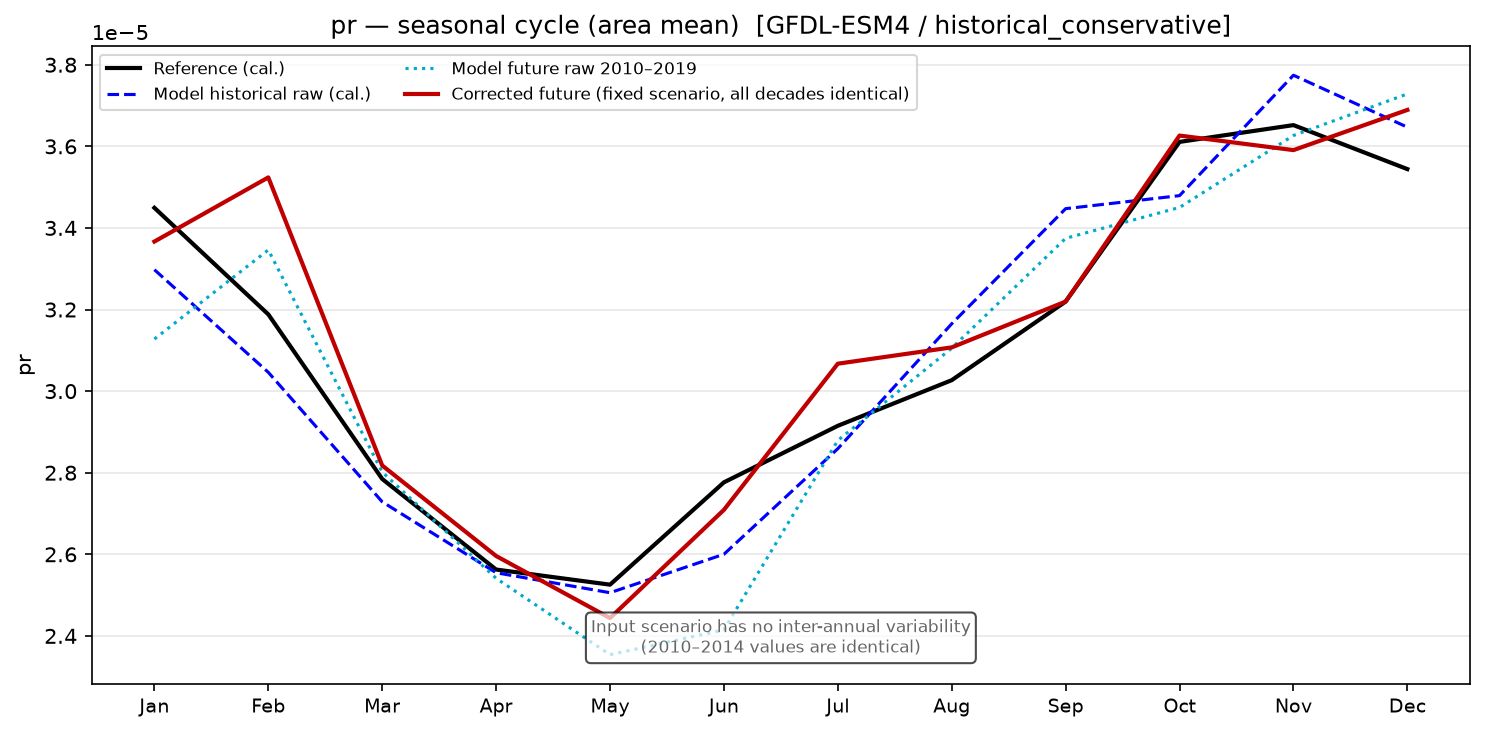 pr — seasonal cycle (area mean)  [GFDL-ESM4 / historical_conservative]
1e−5
Reference (cal.)
Model historical raw (cal.)
Model future raw 2010–2019
Corrected future (fixed scenario, all decades identical)
3.8
3.6
3.4
3.2
3.0
2.8
2.6
2.4
pr
Input scenario has no inter-annual variability
(2010–2014 values are identical)
Jan Feb Mar Apr May Jun Jul Aug Sep Oct Nov Dec